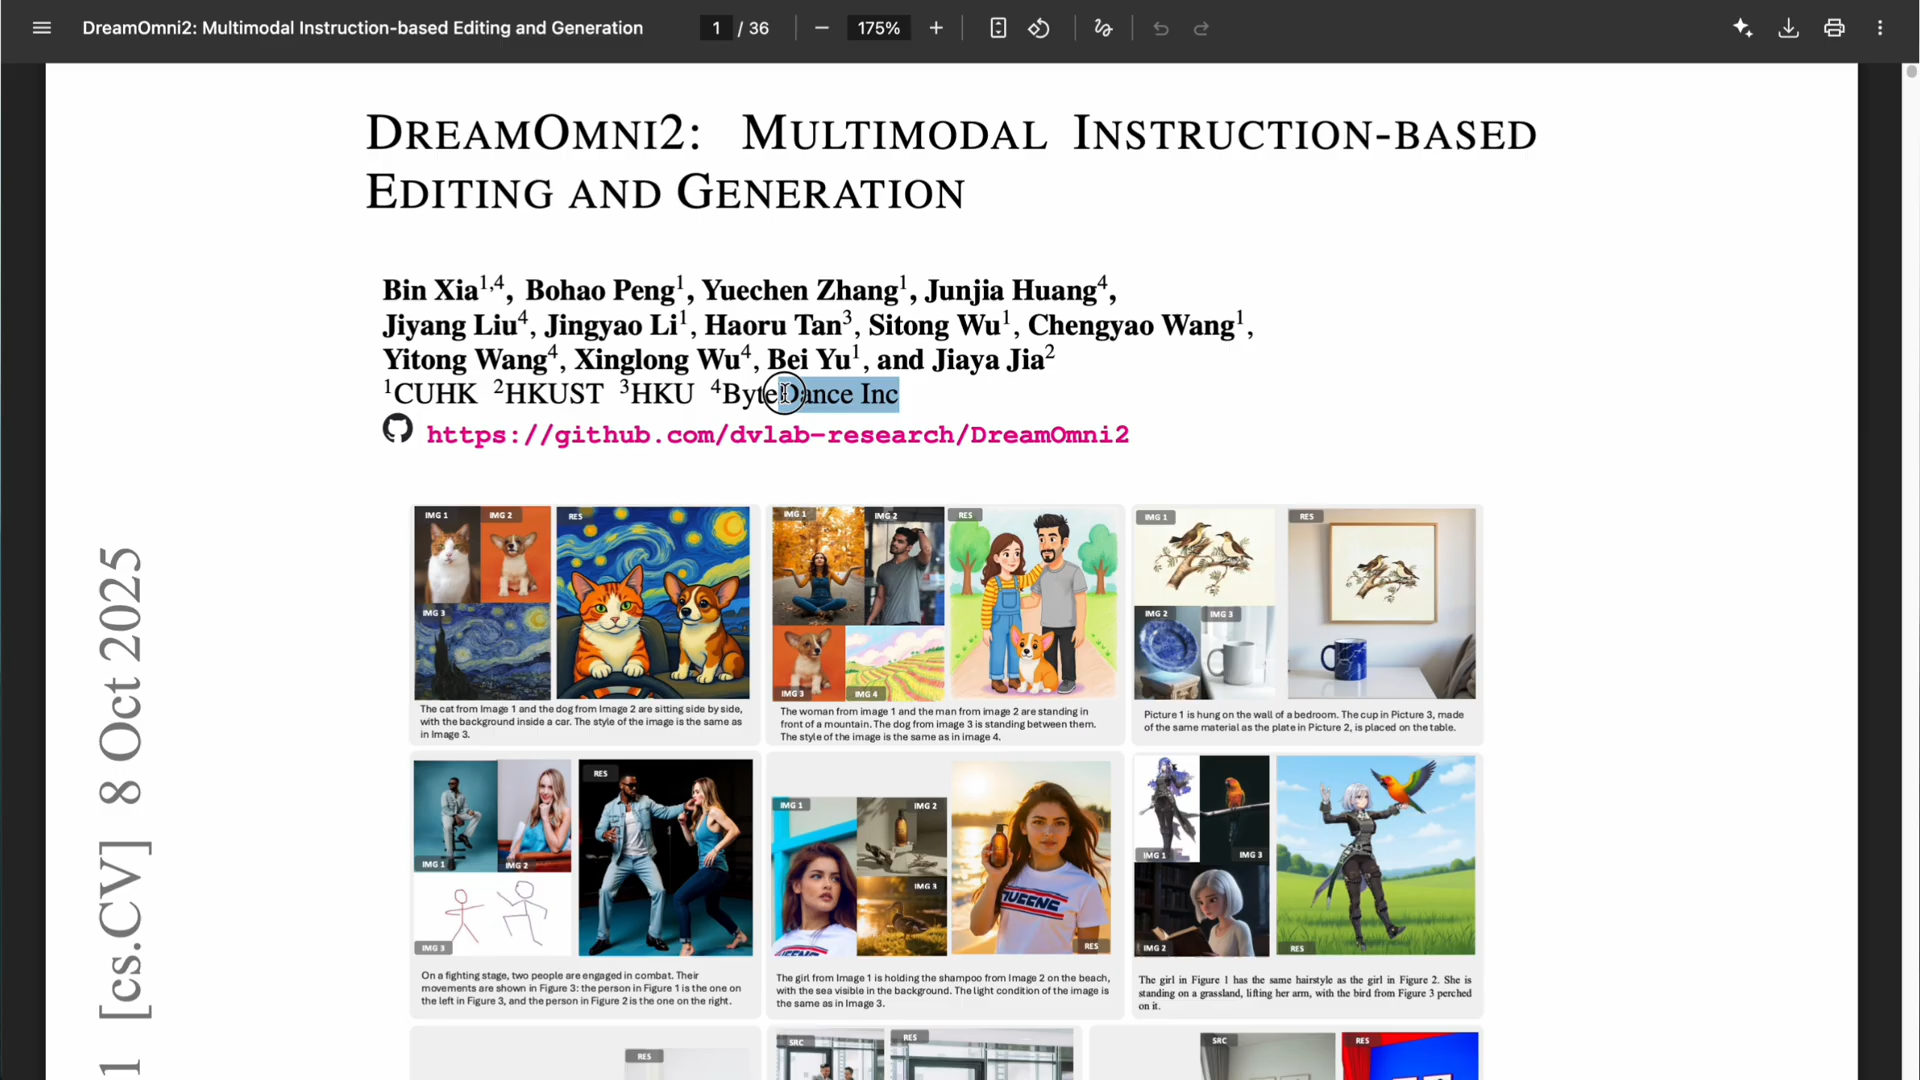 DreamOmni2: Multimodal Instruction-based Editing and Generation
1 / 36
175%
DREAMOMNI2: MULTIMODAL INSTRUCTION-BASED
EDITING AND GENERATION
Bin Xia1,4, Bohao Peng1, Yuechen Zhang1, Junjia Huang4,
Jiyang Liu4, Jingyao Li1, Haoru Tan3, Sitong Wu1, Chengyao Wang1,
Yitong Wang4, Xinglong Wu4, Bei Yu1, and Jiaya Jia2
1CUHK 2HKUST 3HKU 4ByteDance Inc
https://github.com/dvlab-research/DreamOmni2
1 [cs.CV] 8 Oct 2025
IMG 1
IMG 2
RES
IMG 3
The cat from Image 1 and the dog from Image 2 are sitting side by side,
with the background inside a car. The style of the image is the same as
in Image 3.
IMG 1
IMG 2
RES
IMG 3
IMG 4
The woman from image 1 and the man from image 2 are standing in
front of a mountain. The dog from image 3 is standing between them.
The style of the image is the same as in image 4.
IMG 1
RES
IMG 2
IMG 3
Picture 1 is hung on the wall of a bedroom. The cup in Picture 3, made
of the same material as the plate in Picture 2, is placed on the table.
RES
IMG 1
IMG 2
IMG 3
On a fighting stage, two people are engaged in combat. Their
movements are shown in Figure 3: the person in Figure 1 is the one on
the left in Figure 3, and the person in Figure 2 is the one on the right.
IMG 1
IMG 2
IMG 3
QUEENE
RES
The girl from Image 1 is holding the shampoo from Image 2 on the beach,
with the sea visible in the background. The light condition of the image is
the same as in Image 3.
IMG 1
IMG 3
IMG 2
RES
The girl in Figure 1 has the same hairstyle as the girl in Figure 2. She is
standing on a grassland, lifting her arm, with the bird from Figure 3 perched
on it.
RES
SRC
RES
SRC
RES